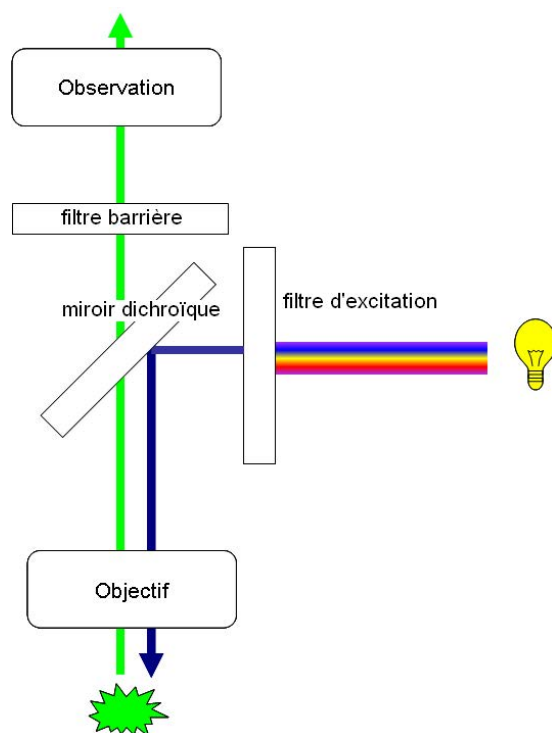 Observation
filtre barrière
miroir dichroïque
filtre d'excitation
Objectif